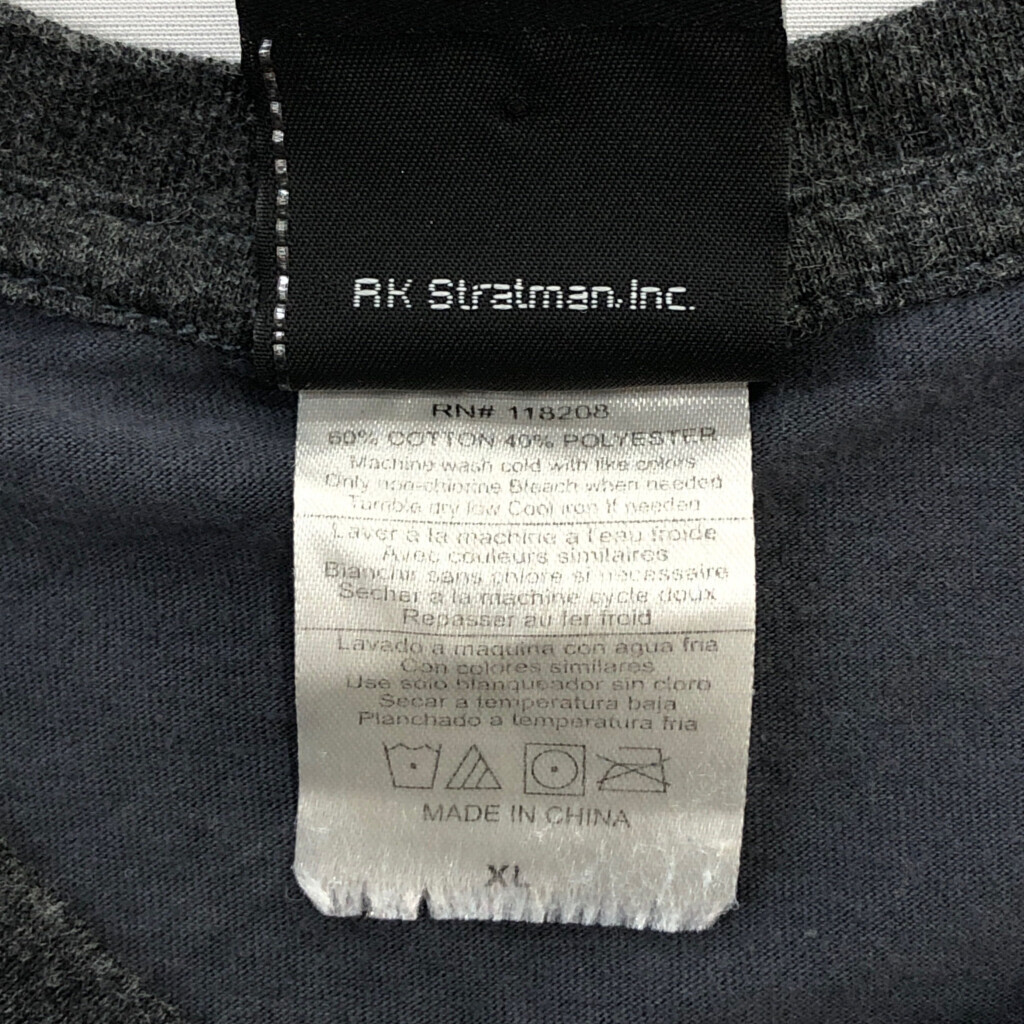 RK Stratman, Inc.
RN# 118208
60% COTTON 40% POLYESTER
Machine wash cold with like colors
Only non-chlorine Bleach when needed
Tumble dry low Cool iron if needed
Laver a la machina a l'eau froide
Avec couleurs similaires
Blanchir sans chlore si necessaire
Secher a la machine cycle doux
Repasser au fer froid
Lavado a maquina con agua fria
Con colores similares
Use solo blanqueador sin cloro
Secar a temperatura baja
Planchado a temperatura fria
MADE IN CHINA
XL